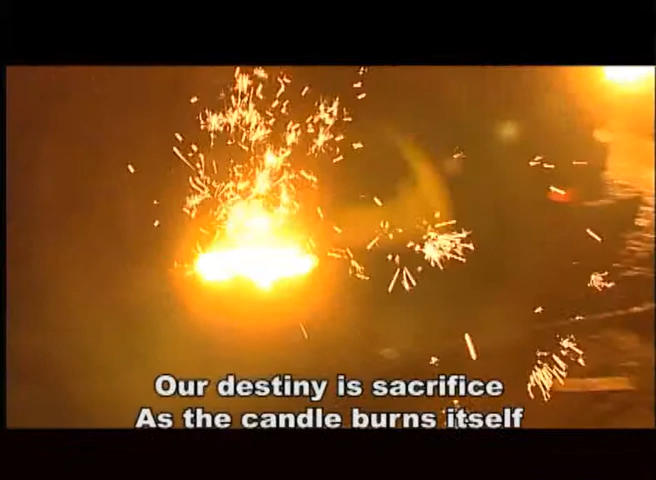 Our destiny is sacrifice
As the candle burns itself